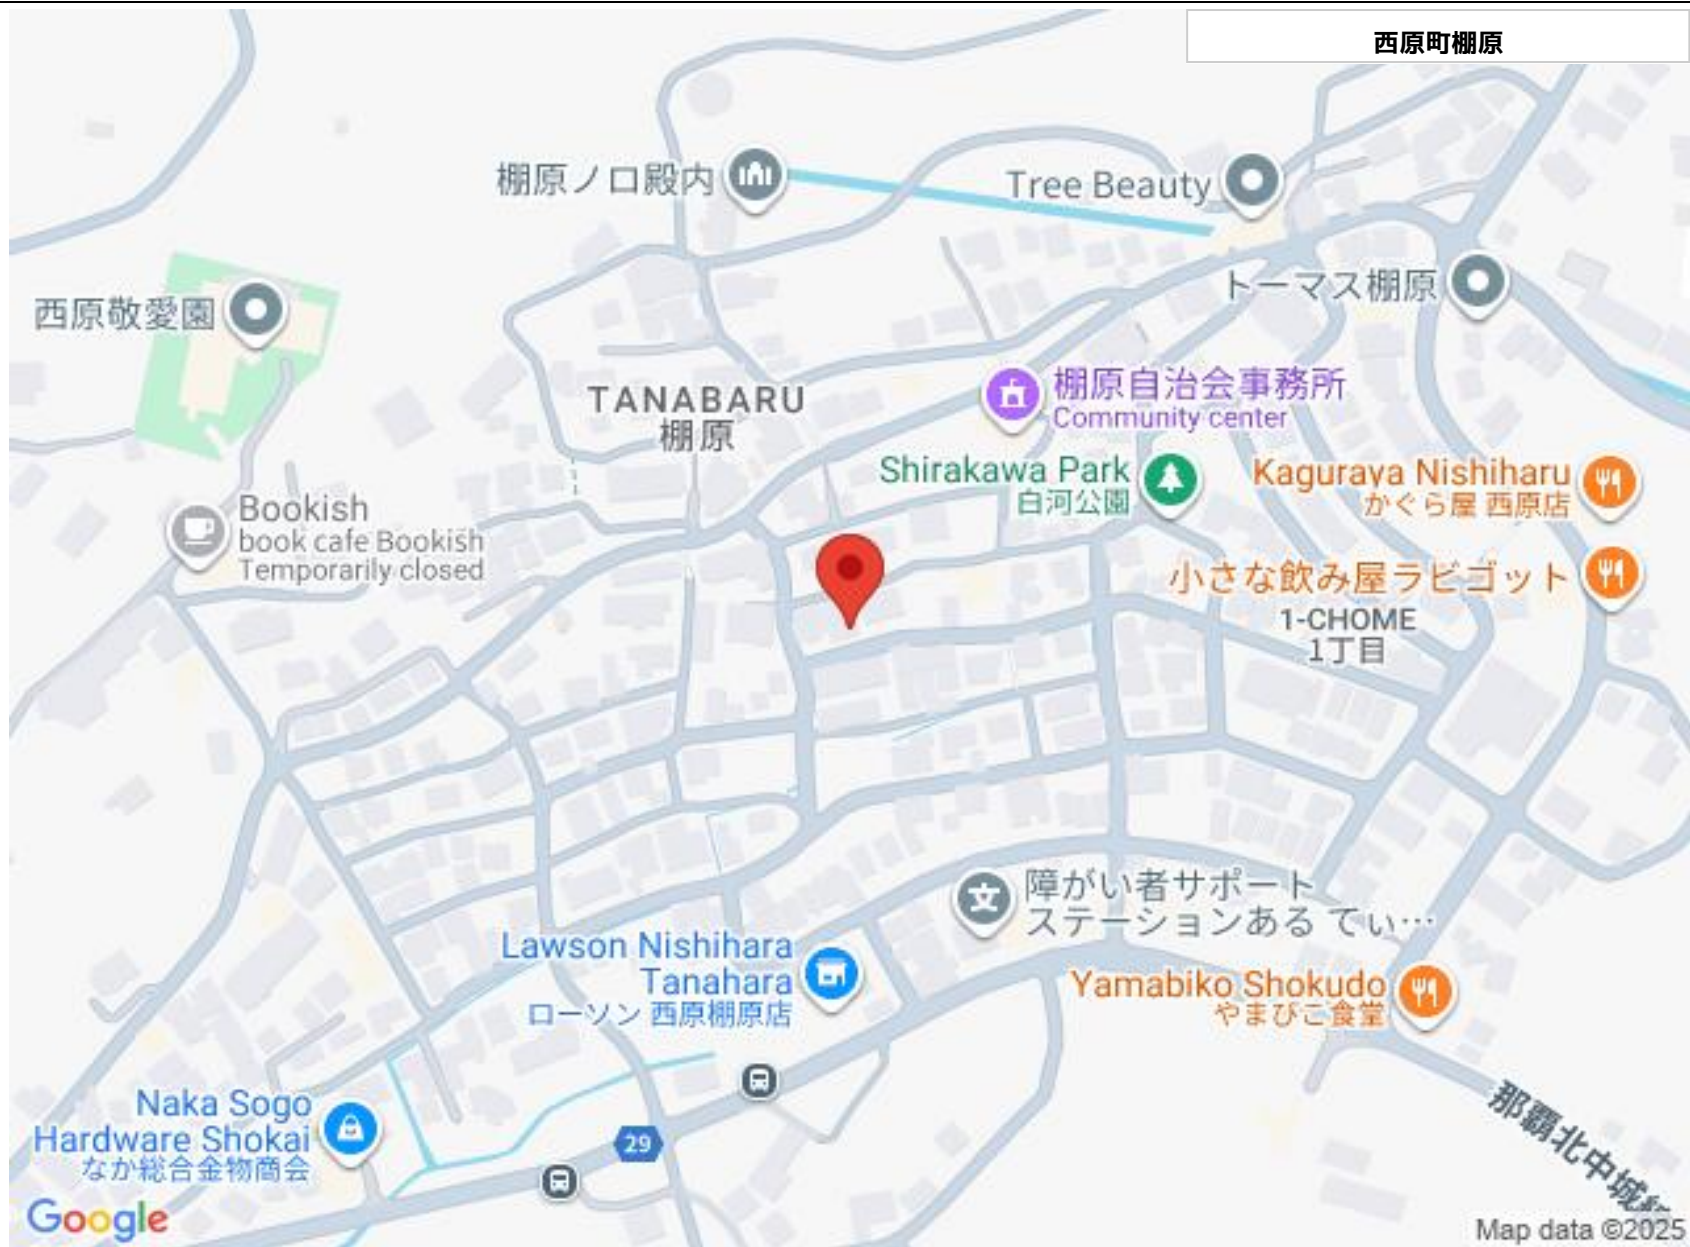 西原町棚原
棚原ノロ殿内
Tree Beauty
トーマス棚原
西原敬愛園
TANABARU
棚原
棚原自治会事務所
Community center
Shirakawa Park
白河公園
Kaguraya Nishiharu
かぐら屋 西原店
Bookish
book cafe Bookish
Temporarily closed
小さな飲み屋ラビゴット
1-CHOME
1丁目
障がい者サポート
ステーションある てぃ…
Lawson Nishihara
Tanahara
ローソン 西原棚原店
Yamabiko Shokudo
やまびこ食堂
Naka Sogo
Hardware Shokai
なか総合金物商会
29
那覇北中城
Google
Map data ©2025